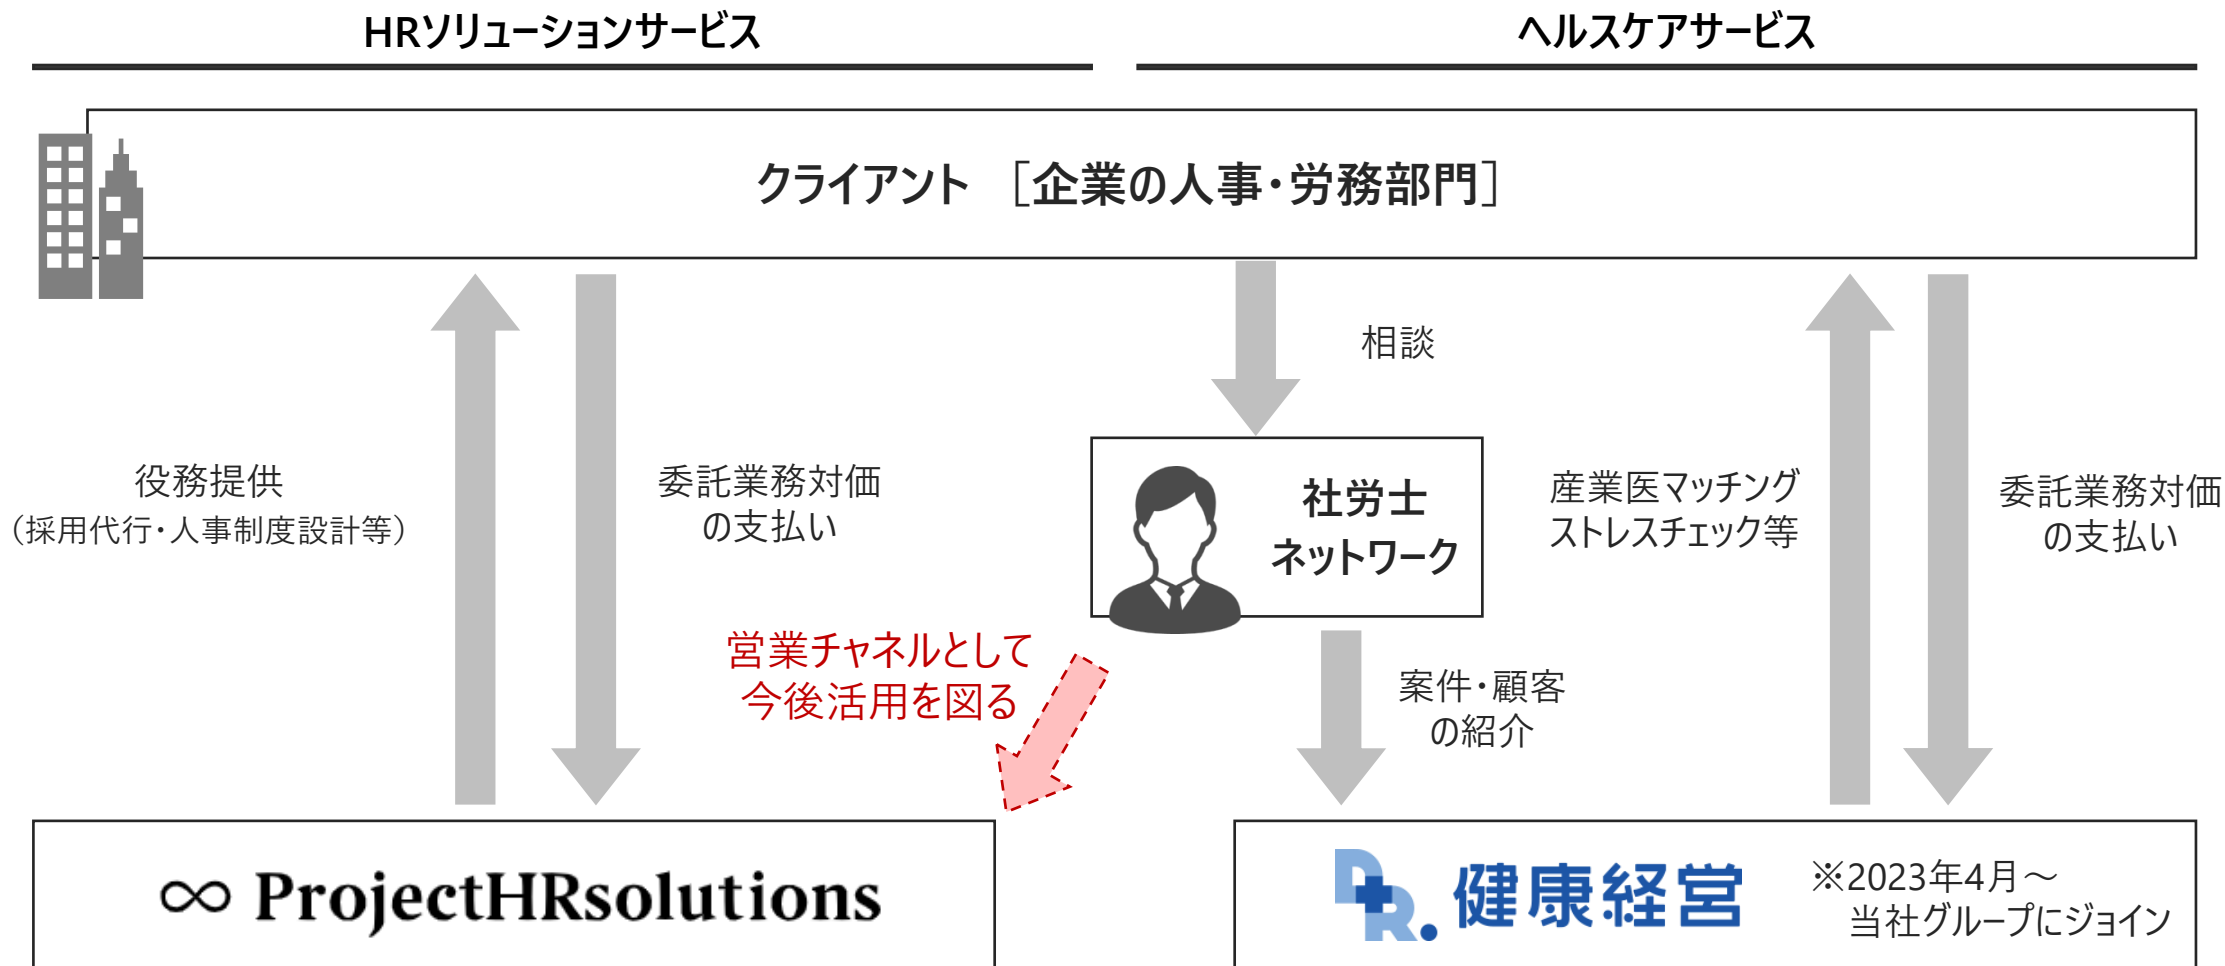 HRソリューションサービス
ヘルスケアサービス
クライアント ［企業の人事・労務部門］
相談
役務提供
（採用代行・人事制度設計等）
委託業務対価
の支払い
社労士
ネットワーク
産業医マッチング
ストレスチェック等
委託業務対価
の支払い
営業チャネルとして
今後活用を図る
案件・顧客
の紹介
ProjectHRsolutions
DR.健康経営
※2023年4月～
当社グループにジョイン